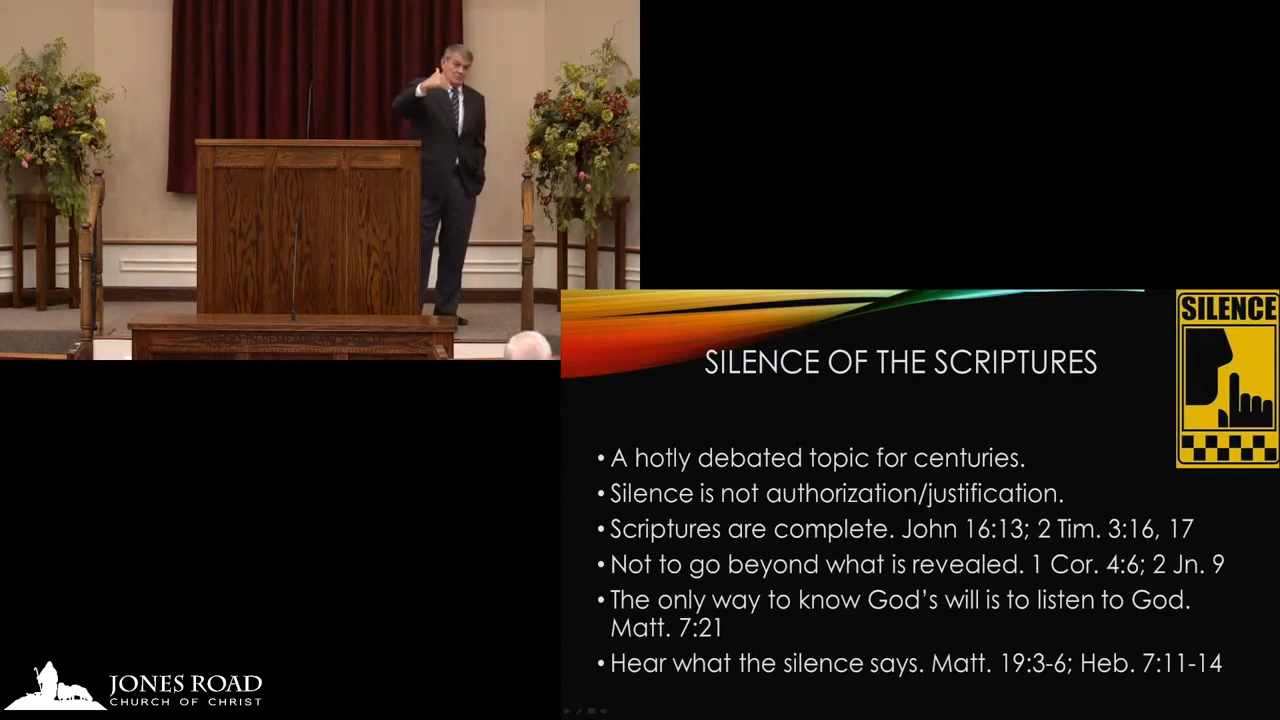 SILENCE
SILENCE OF THE SCRIPTURES
• A hotly debated topic for centuries.
• Silence is not authorization/justification.
• Scriptures are complete. John 16:13; 2 Tim. 3:16, 17
• Not to go beyond what is revealed. 1 Cor. 4:6; 2 Jn. 9
• The only way to know God's will is to listen to God.
Matt. 7:21
• Hear what the silence says. Matt. 19:3-6; Heb. 7:11-14
JONES ROAD
CHURCH OF CHRIST